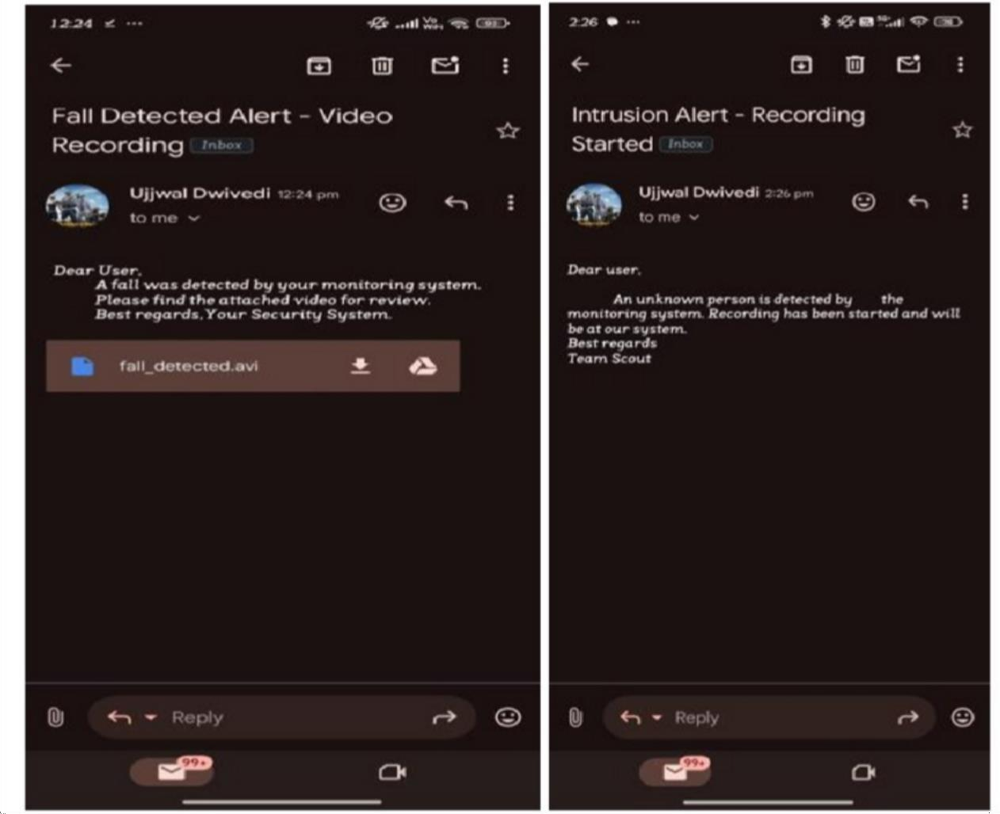 12:24
Fall Detected Alert - Video
Recording Inbox
Ujjwal Dwivedi 12:24 pm
to me
Dear User,
A fall was detected by your monitoring system.
Please find the attached video for review.
Best regards,Your Security System.
fall_detected.avi
Reply
99+
2:26
Intrusion Alert - Recording
Started Inbox
Ujjwal Dwivedi 2:26 pm
to me
Dear user,
An unknown person is detected by the
monitoring system. Recording has been started and will
be at our system.
Best regards
Team Scout
Reply
99+